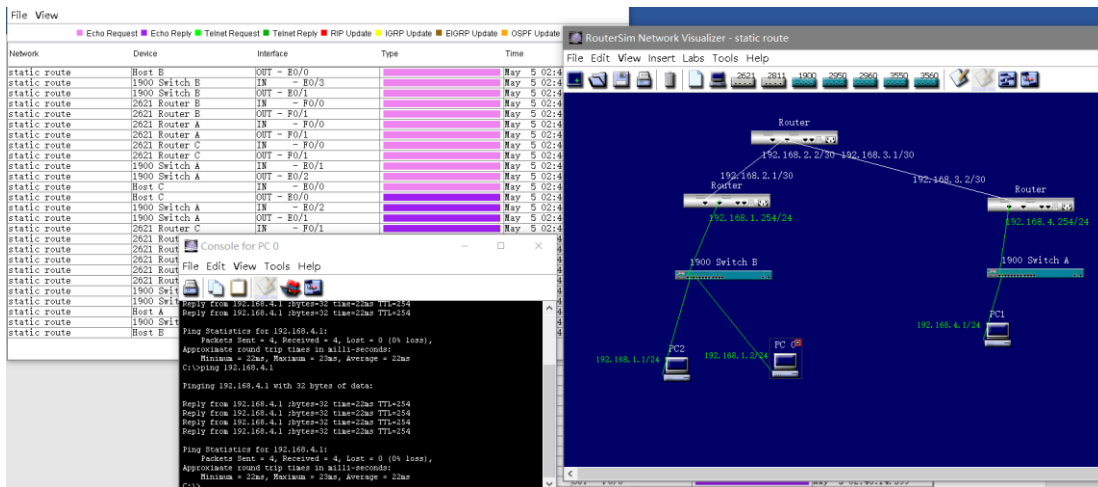 File View
Echo Request Echo Reply Telnet Request Telnet Reply RIP Update IGRP Update EIGRP Update OSPF Update
Network Device Interface Type Time
static route Host B OUT - E0/0 May 5 02:4
static route 1900 Switch B IN - E0/3 May 5 02:4
static route 1900 Switch B OUT - E0/1 May 5 02:4
static route 2621 Router B IN - F0/0 May 5 02:4
static route 2621 Router B OUT - F0/1 May 5 02:4
static route 2621 Router A IN - F0/0 May 5 02:4
static route 2621 Router A OUT - F0/1 May 5 02:4
static route 2621 Router C IN - F0/0 May 5 02:4
static route 2621 Router C OUT - F0/1 May 5 02:4
static route 1900 Switch A IN - E0/1 May 5 02:4
static route 1900 Switch A OUT - E0/2 May 5 02:4
static route Host C IN - E0/0 May 5 02:4
static route Host C OUT - E0/0 May 5 02:4
static route 1900 Switch A IN - E0/2 May 5 02:4
static route 1900 Switch A OUT - E0/1 May 5 02:4
static route 2621 Router C IN - F0/1 May 5 02:4
static route 2621 Rout
static route 2621 Rout
static route 2621 Rout
static route 2621 Rout
static route 2621 Rout
static route 1900 Swit
static route 1900 Swit
static route Host A
static route 1900 Swit
static route Host B
Console for PC 0
File Edit View Tools Help
Reply from 192.168.4.1 :bytes=32 time=22ms TTL=254
Reply from 192.168.4.1 :bytes=32 time=22ms TTL=254
Ping Statistics for 192.168.4.1:
Packets Sent = 4, Received = 4, Lost = 0 (0% loss),
Approximate round trip times in milli-seconds:
Minimum = 22ms, Maximum = 23ms, Average = 22ms
C:\>ping 192.168.4.1
Pinging 192.168.4.1 with 32 bytes of data:
Reply from 192.168.4.1 :bytes=32 time=22ms TTL=254
Reply from 192.168.4.1 :bytes=32 time=22ms TTL=254
Reply from 192.168.4.1 :bytes=32 time=22ms TTL=254
Reply from 192.168.4.1 :bytes=32 time=22ms TTL=254
Ping Statistics for 192.168.4.1:
Packets Sent = 4, Received = 4, Lost = 0 (0% loss),
Approximate round trip times in milli-seconds:
Minimum = 22ms, Maximum = 23ms, Average = 22ms
C:\>
RouterSim Network Visualizer - static route
File Edit View Insert Labs Tools Help
2621 2811 1900 2950 2960 3550 3560
Router
192.168.2.2/30 192.168.3.1/30
192.168.2.1/30
192.168.3.2/30
Router
Router
192.168.1.254/24
192.168.4.254/24
1900 Switch B
1900 Switch A
PC1
192.168.4.1/24
PC2
PC 0
192.168.1.1/24
192.168.1.2/24